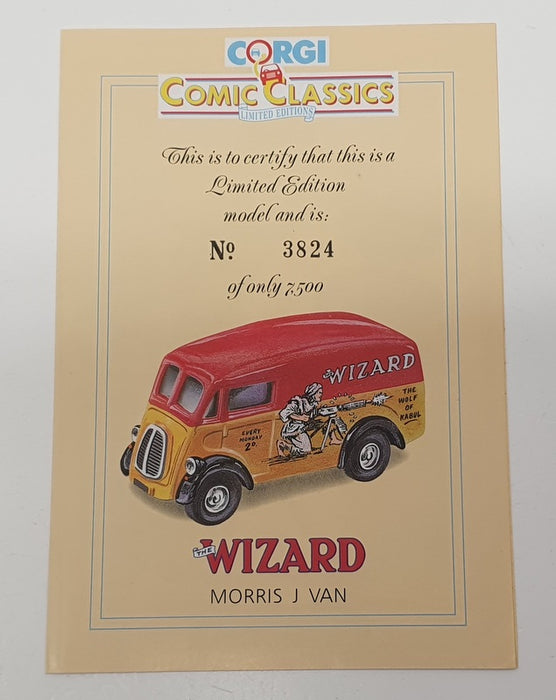 CORGI
COMIC CLASSICS
LIMITED EDITIONS
This is to certify that this is a
Limited Edition
model and is:
Nº 3824
of only 7,500
THE WIZARD
THE
WOLF
OF
KABUL
EVERY
MONDAY
2D.
THE WIZARD
MORRIS J VAN